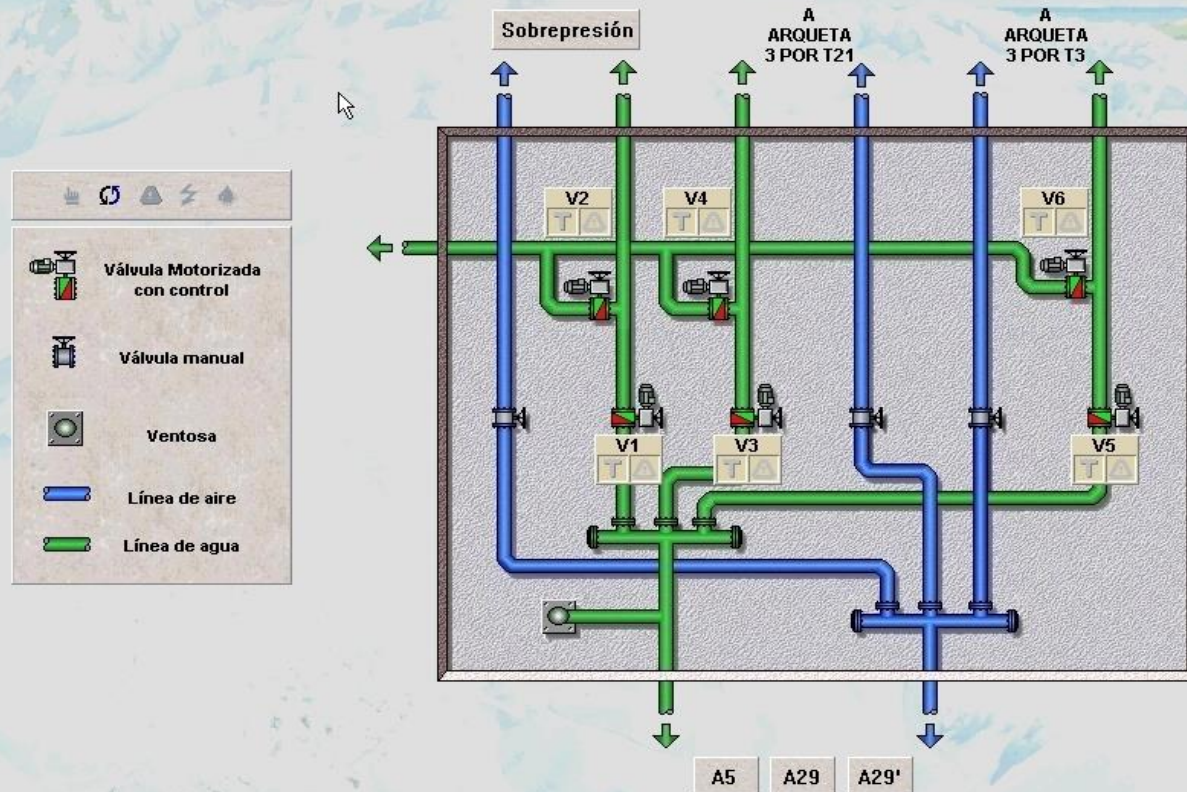 Sobrepresión
A
ARQUETA
3 POR T21
A
ARQUETA
3 POR T3
V2
T
V4
T
V6
T
Válvula Motorizada
con control
Válvula manual
Ventosa
Línea de aire
Línea de agua
V1
T
V3
T
V5
T
A5
A29
A29'